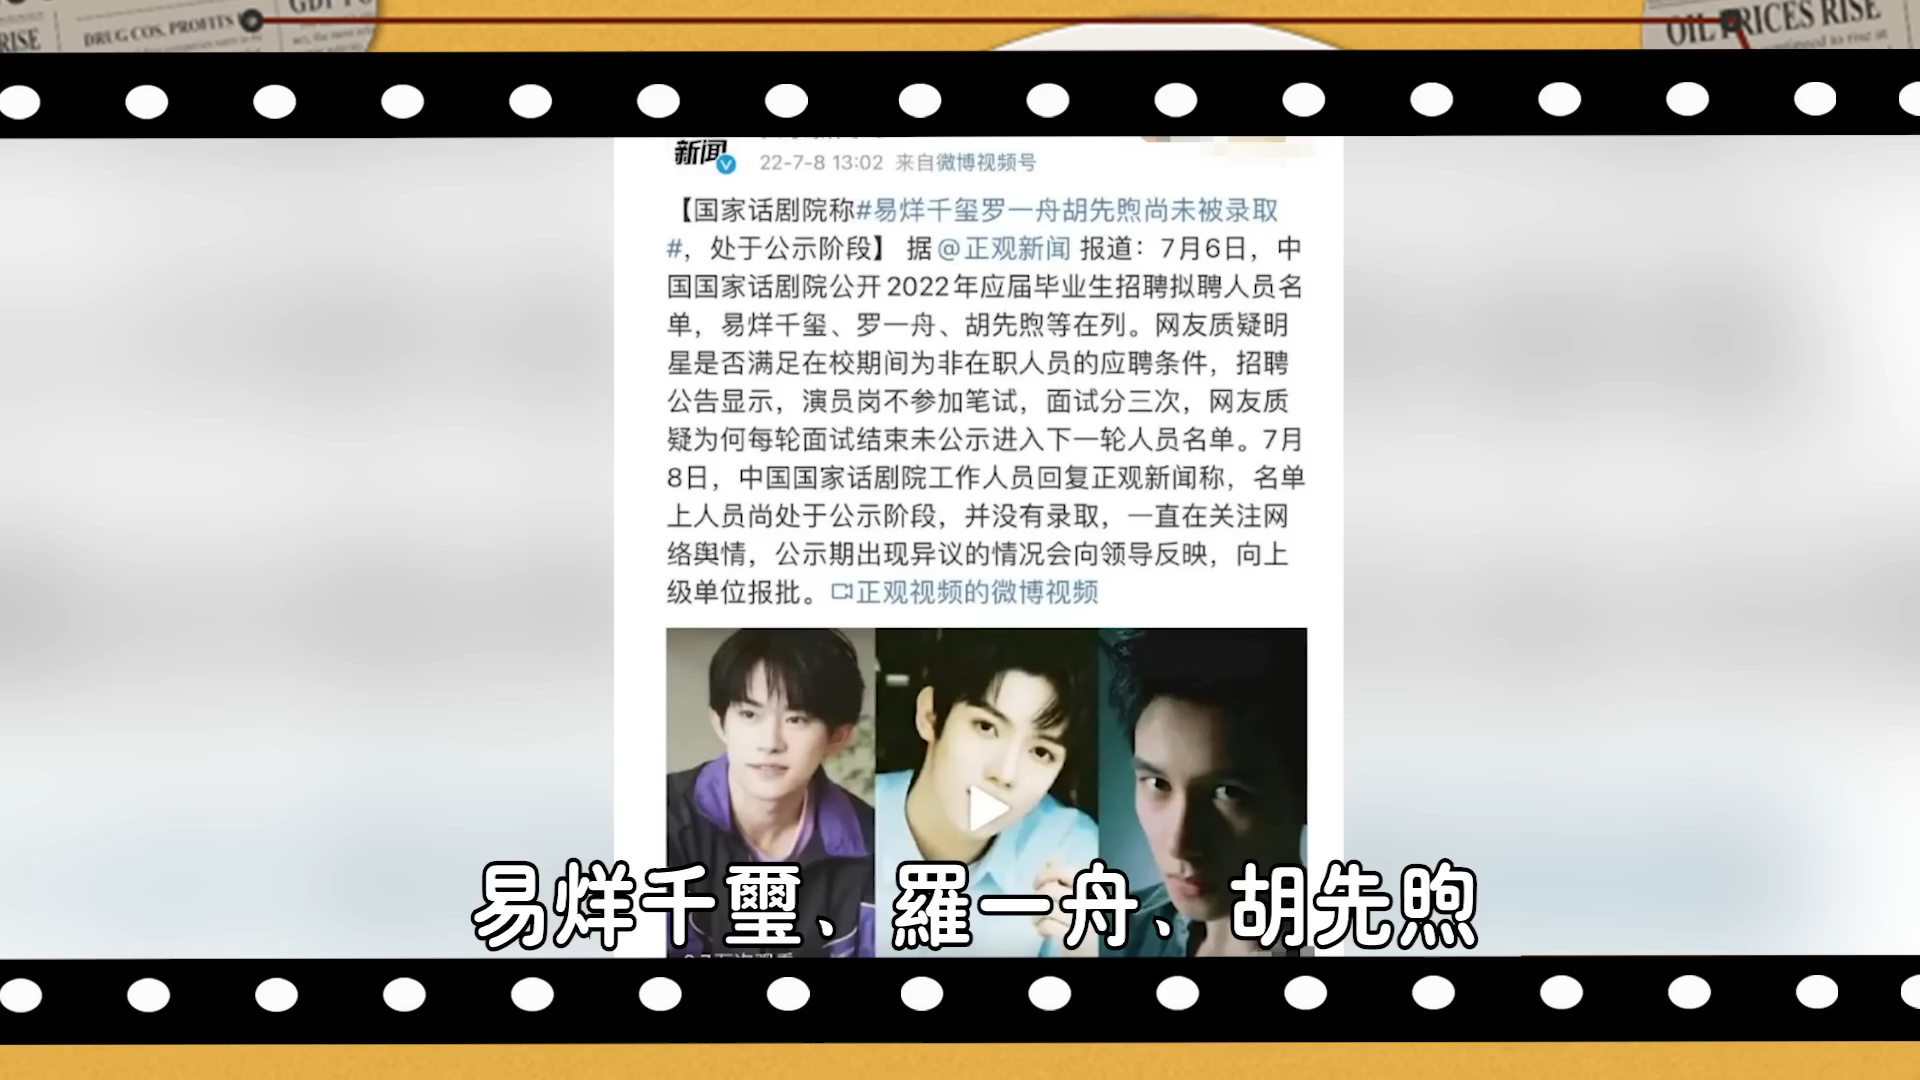 RISE
DRUG COS. PROFITS
GDP
OIL PRICES RISE
continued to rise at
新闻
22-7-8 13:02 来自微博视频号
【国家话剧院称#易烊千玺罗一舟胡先煦尚未被录取
#，处于公示阶段】 据@正观新闻 报道：7月6日，中
国国家话剧院公开2022年应届毕业生招聘拟聘人员名
单，易烊千玺、罗一舟、胡先煦等在列。网友质疑明
星是否满足在校期间为非在职人员的应聘条件，招聘
公告显示，演员岗不参加笔试，面试分三次，网友质
疑为何每轮面试结束未公示进入下一轮人员名单。7月
8日，中国国家话剧院工作人员回复正观新闻称，名单
上人员尚处于公示阶段，并没有录取，一直在关注网
络舆情，公示期出现异议的情况会向领导反映，向上
级单位报批。正观视频的微博视频
易烊千璽、羅一舟、胡先煦